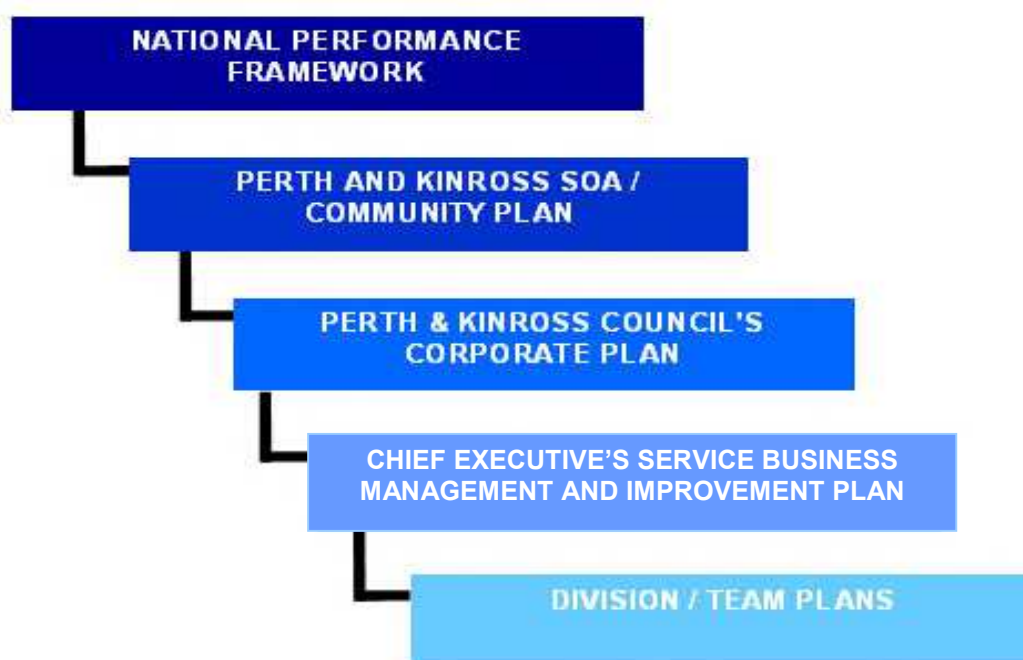 NATIONAL PERFORMANCE
FRAMEWORK
PERTH AND KINROSS SOA /
COMMUNITY PLAN
PERTH & KINROSS COUNCIL'S
CORPORATE PLAN
CHIEF EXECUTIVE’S SERVICE BUSINESS
MANAGEMENT AND IMPROVEMENT PLAN
DIVISION / TEAM PLANS